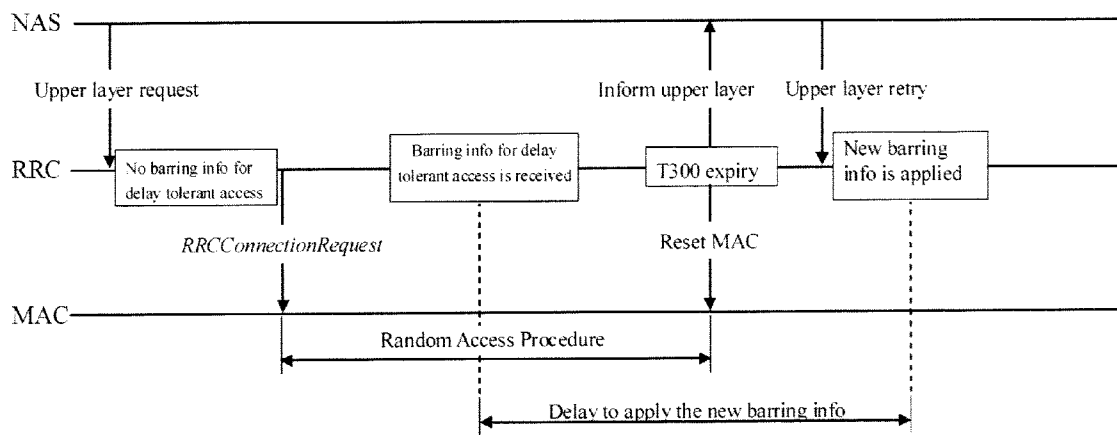 NAS
Upper layer request
Inform upper layer
Upper layer retry
RRC
No barring info for
delay tolerant access
Barring info for delay
tolerant access is received
T300 expiry
New barring
info is applied
RRCConnectionRequest
Reset MAC
MAC
Random Access Procedure
Delay to apply the new barring info